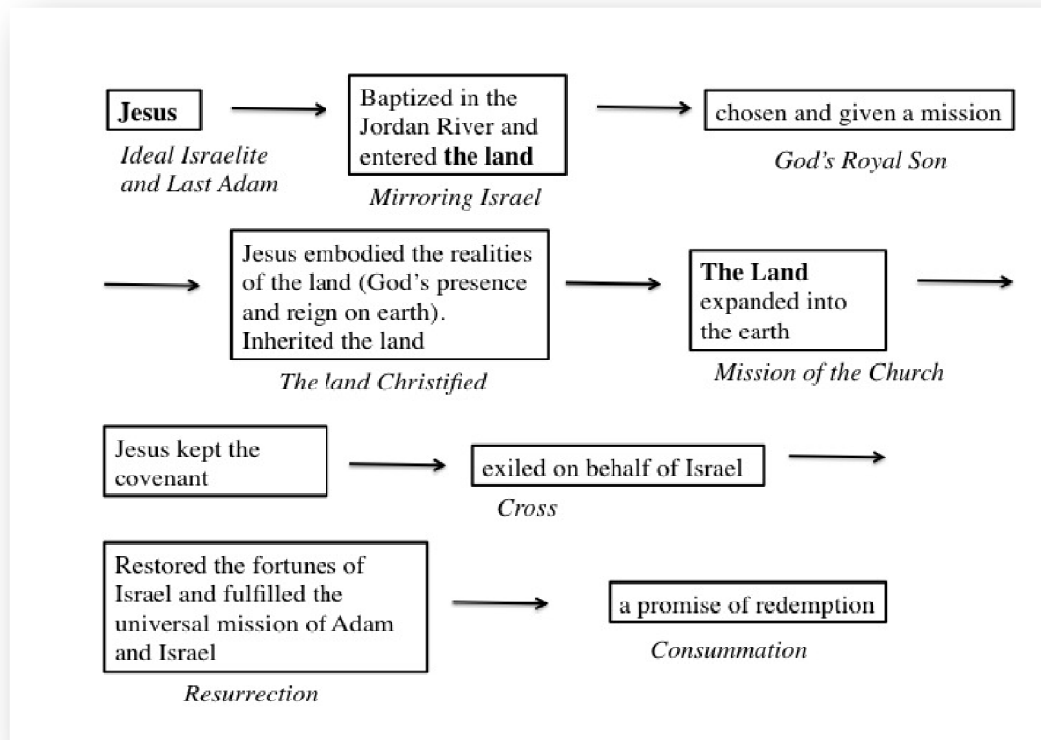 Jesus
Ideal Israelite
and Last Adam
Baptized in the
Jordan River and
entered the land
Mirroring Israel
chosen and given a mission
God's Royal Son
Jesus embodied the realities
of the land (God's presence
and reign on earth).
Inherited the land
The land Christified
The Land
expanded into
the earth
Mission of the Church
Jesus kept the
covenant
exiled on behalf of Israel
Cross
Restored the fortunes of
Israel and fulfilled the
universal mission of Adam
and Israel
Resurrection
a promise of redemption
Consummation